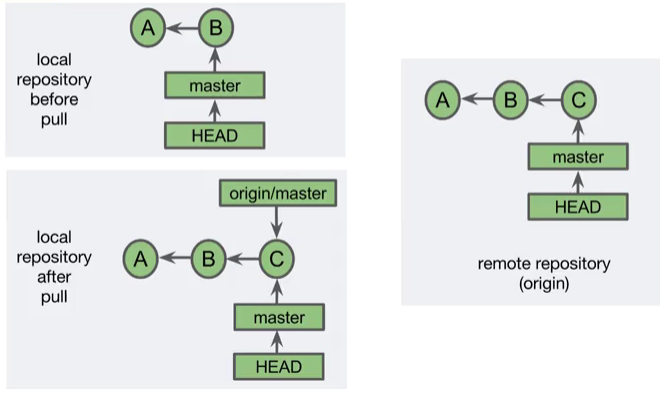 local
repository
before
pull
A
B
master
HEAD
local
repository
after
pull
origin/master
A
B
C
master
HEAD
A
B
C
master
HEAD
remote repository
(origin)